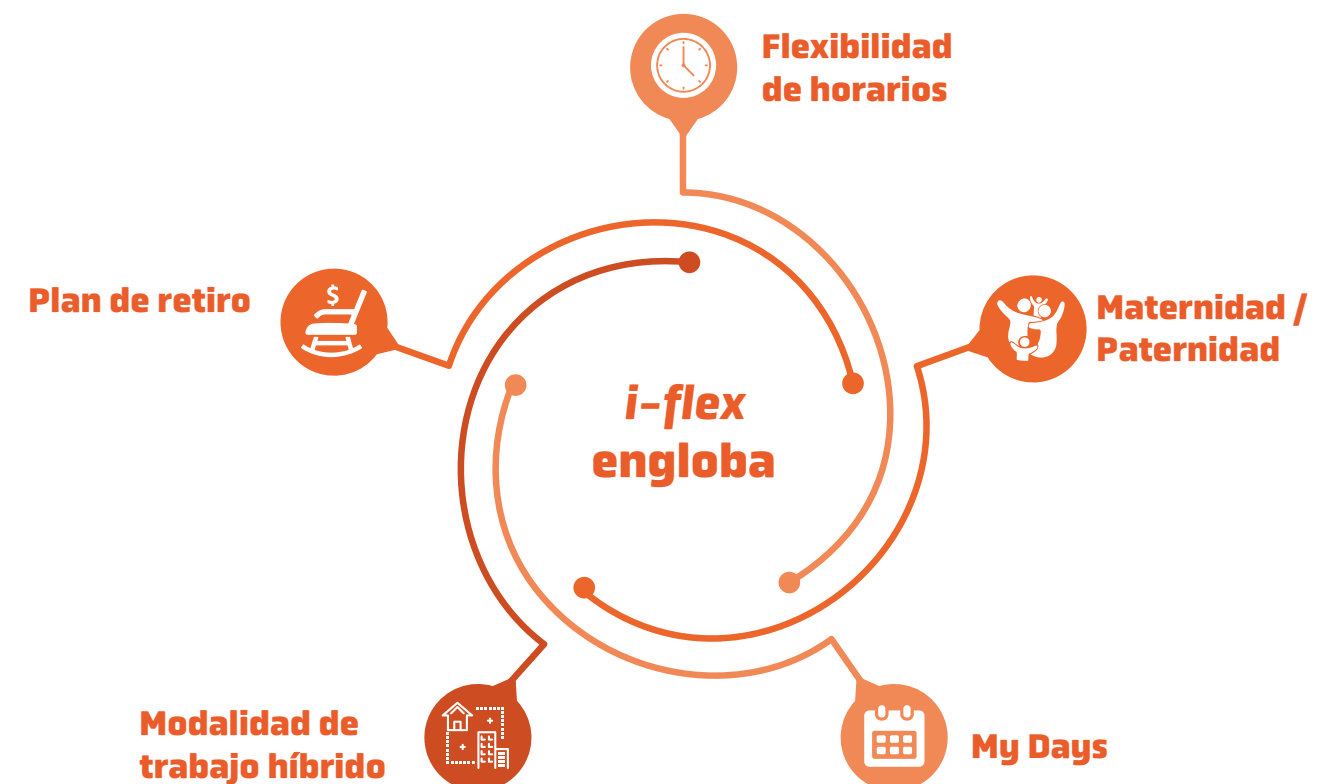 Flexibilidad
de horarios
Plan de retiro
$
Maternidad /
Paternidad
i-flex
engloba
Modalidad de
trabajo híbrido
My Days